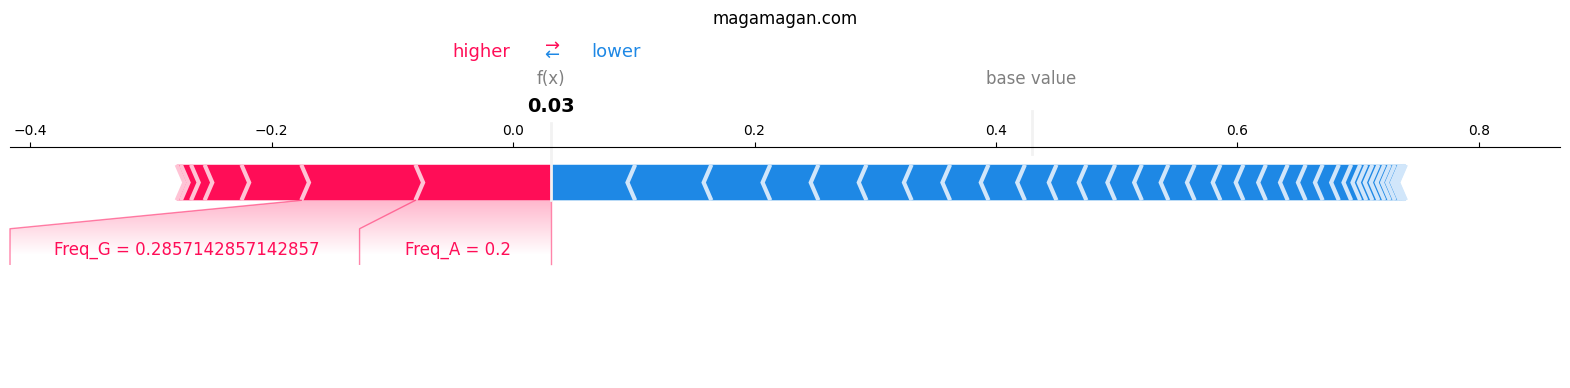 magamagan.com
higher ⇄ lower
f(x) base value
0.03
−0.4 −0.2 0.0 0.2 0.4 0.6 0.8
Freq_G = 0.2857142857142857 Freq_A = 0.2